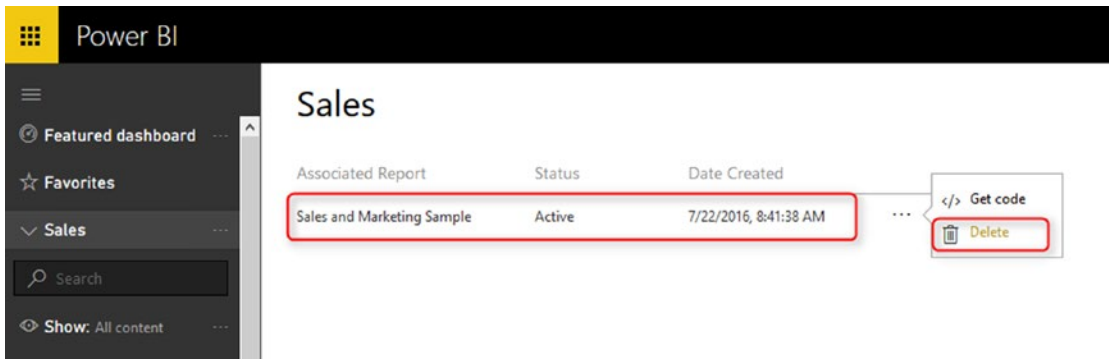 Power BI
Featured dashboard ...
Favorites
Sales ...
Search
Show: All content ...
Sales
Associated Report Status Date Created
Sales and Marketing Sample Active 7/22/2016, 8:41:38 AM ...
</> Get code
Delete